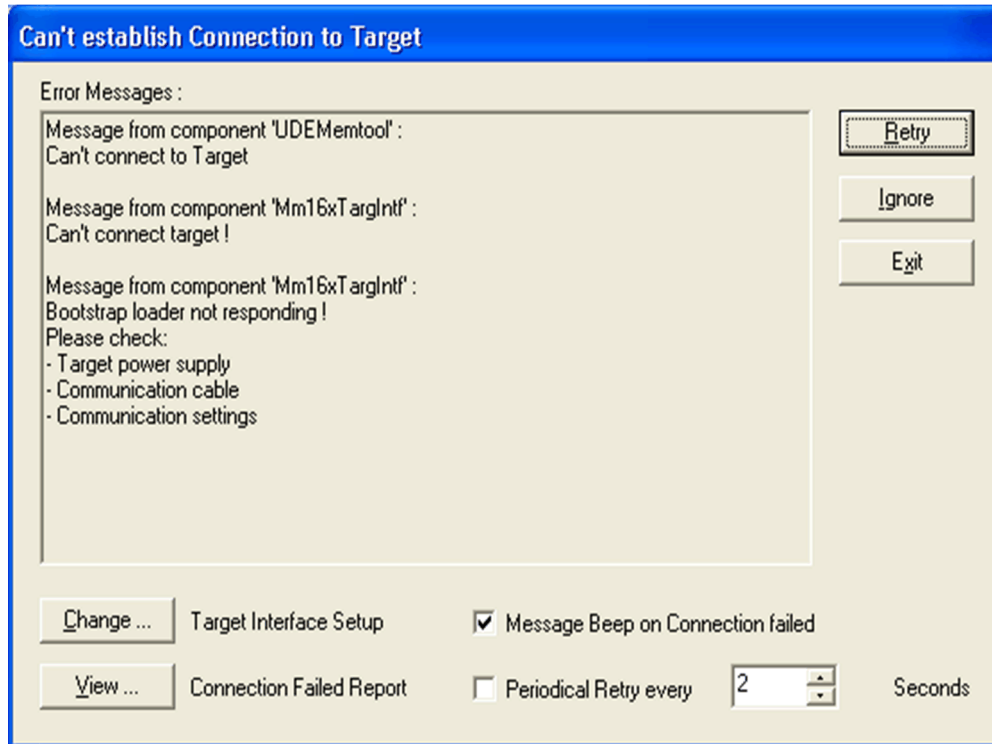 Can't establish Connection to Target
Error Messages :
Message from component 'UDEMemtool' :
Can't connect to Target
Message from component 'Mm16xTargIntf' :
Can't connect target !
Message from component 'Mm16xTargIntf' :
Bootstrap loader not responding !
Please check:
- Target power supply
- Communication cable
- Communication settings
Retry
Ignore
Exit
Change ... Target Interface Setup
Message Beep on Connection failed
View ... Connection Failed Report
Periodical Retry every 2 Seconds